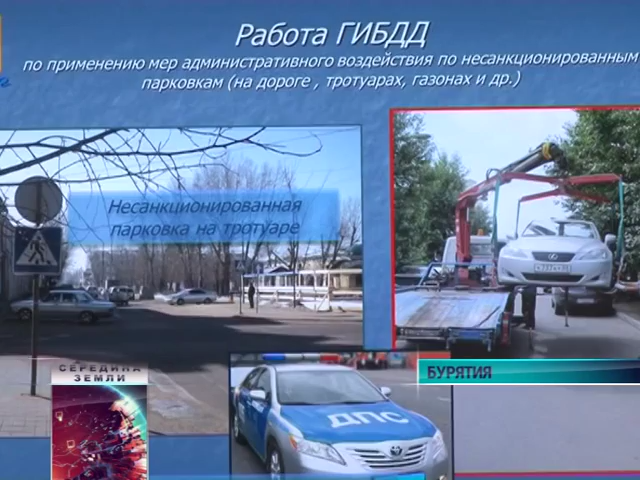 Работа ГИБДД
по применению мер административного воздействия по несанкционированным
парковкам (на дороге , тротуарах, газонах и др.)
Несанкционированная
парковка на тротуаре
СЕРЕДИНА
ЗЕМЛИ
БУРЯТИЯ
ДПС